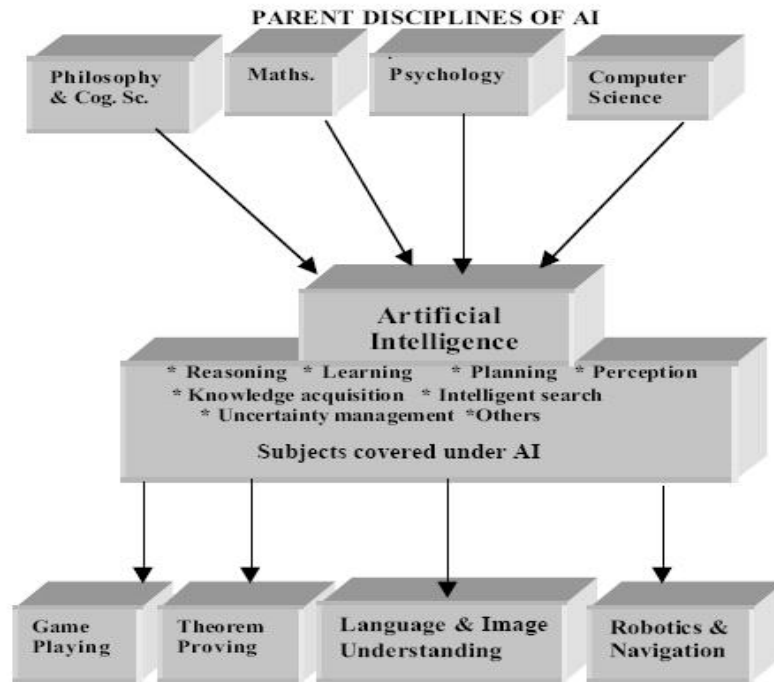 PARENT DISCIPLINES OF AI
Philosophy
& Cog. Sc.
Maths.
Psychology
Computer
Science
Artificial
Intelligence
* Reasoning * Learning * Planning * Perception
* Knowledge acquisition * Intelligent search
* Uncertainty management *Others
Subjects covered under AI
Game
Playing
Theorem
Proving
Language & Image
Understanding
Robotics &
Navigation